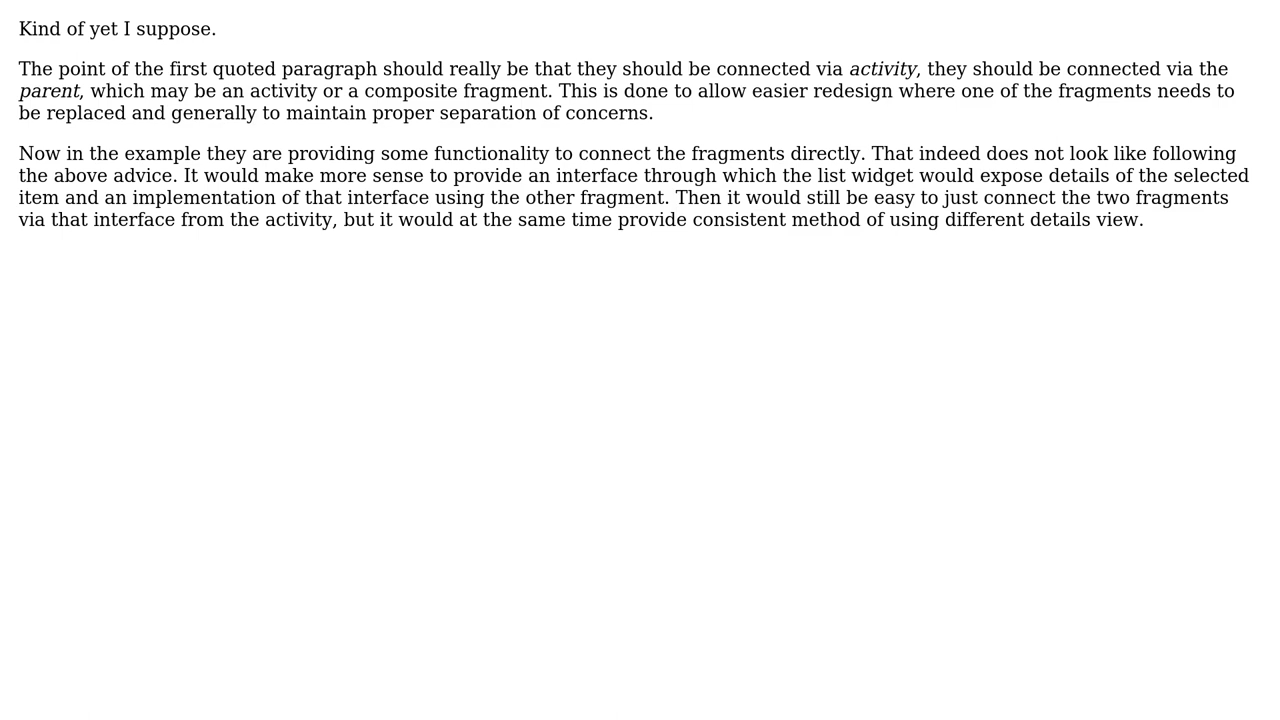 Kind of yet I suppose.
The point of the first quoted paragraph should really be that they should be connected via activity, they should be connected via the
parent, which may be an activity or a composite fragment. This is done to allow easier redesign where one of the fragments needs to
be replaced and generally to maintain proper separation of concerns.
Now in the example they are providing some functionality to connect the fragments directly. That indeed does not look like following
the above advice. It would make more sense to provide an interface through which the list widget would expose details of the selected
item and an implementation of that interface using the other fragment. Then it would still be easy to just connect the two fragments
via that interface from the activity, but it would at the same time provide consistent method of using different details view.